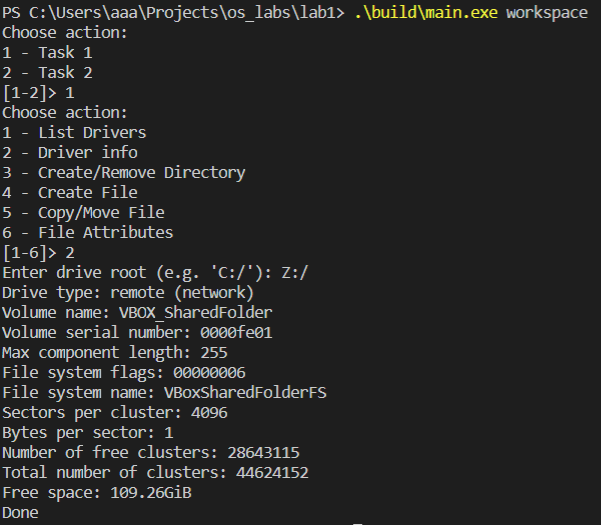 PS C:\Users\aaa\Projects\os_labs\lab1> .\build\main.exe workspace
Choose action:
1 - Task 1
2 - Task 2
[1-2]> 1
Choose action:
1 - List Drivers
2 - Driver info
3 - Create/Remove Directory
4 - Create File
5 - Copy/Move File
6 - File Attributes
[1-6]> 2
Enter drive root (e.g. 'C:/'): Z:/
Drive type: remote (network)
Volume name: VBOX_SharedFolder
Volume serial number: 0000fe01
Max component length: 255
File system flags: 00000006
File system name: VBoxSharedFolderFS
Sectors per cluster: 4096
Bytes per sector: 1
Number of free clusters: 28643115
Total number of clusters: 44624152
Free space: 109.26GiB
Done